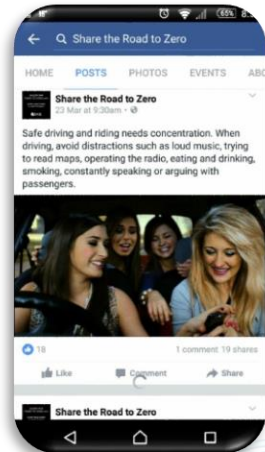 65%
Share the Road to Zero
HOME POSTS PHOTOS EVENTS ABO
Share the Road to Zero
23 Mar at 9:30am
Safe driving and riding needs concentration. When
driving, avoid distractions such as loud music, trying
to read maps, operating the radio, eating and drinking,
smoking, constantly speaking or arguing with
passengers.
18
1 comment 19 shares
Like Comment Share
Share the Road to Zero